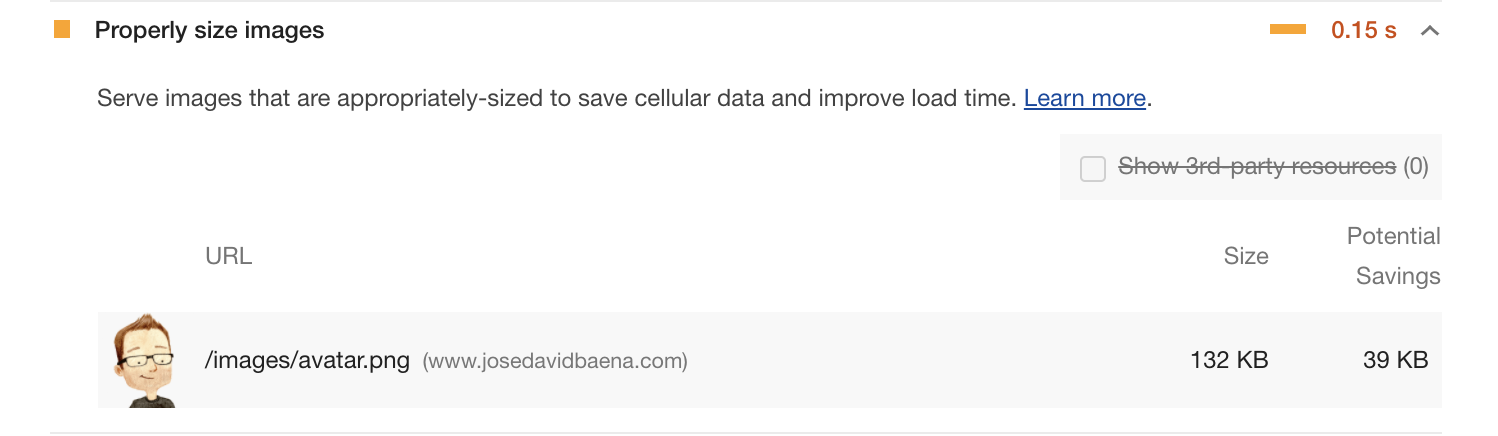 Properly size images 0.15 s
Serve images that are appropriately-sized to save cellular data and improve load time. Learn more.
Show 3rd-party resources (0)
URL Size Potential Savings
/images/avatar.png (www.josedavidbaena.com) 132 KB 39 KB